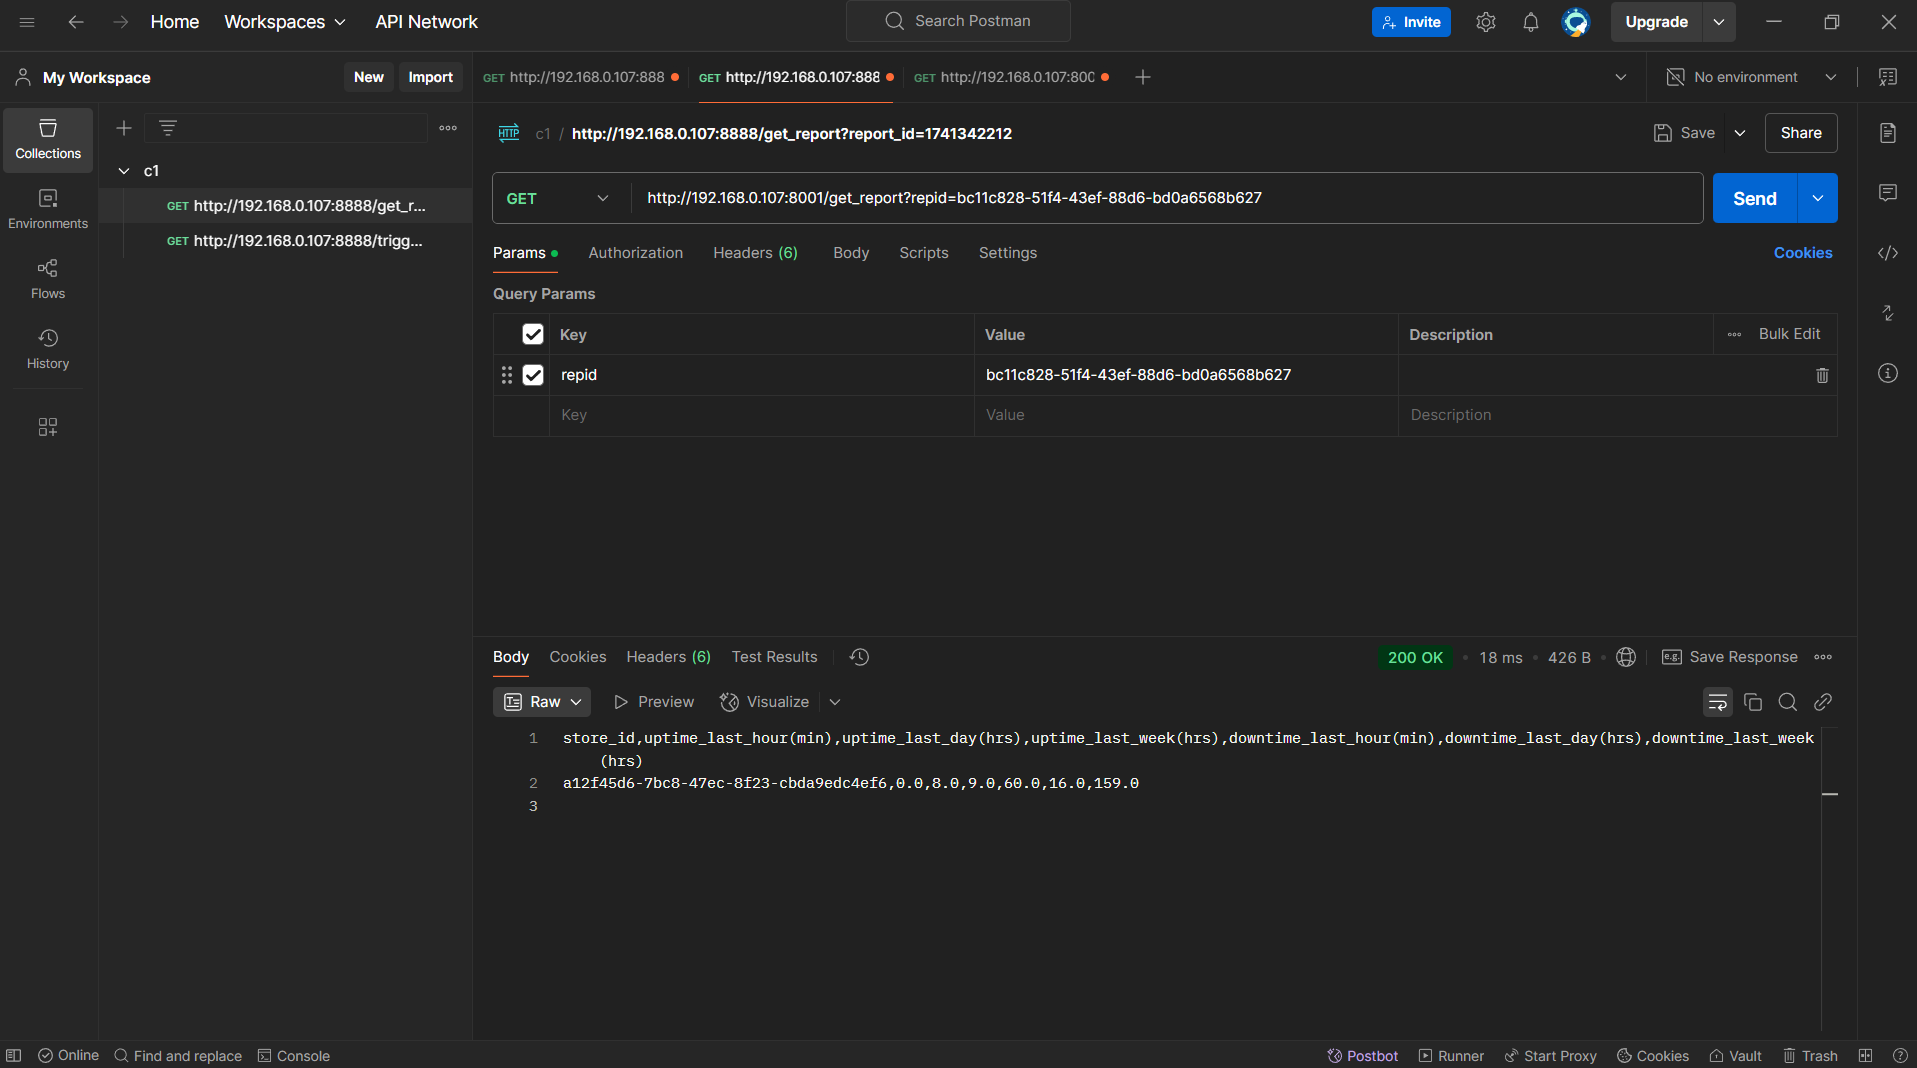 Home Workspaces API Network Search Postman Invite Upgrade
My Workspace New Import GET http://192.168.0.107:888 GET http://192.168.0.107:888 GET http://192.168.0.107:800 No environment
Collections
Environments
Flows
History
c1
GET http://192.168.0.107:8888/get_r...
GET http://192.168.0.107:8888/trigg...
HTTP c1 / http://192.168.0.107:8888/get_report?report_id=1741342212 Save Share
GET http://192.168.0.107:8001/get_report?repid=bc11c828-51f4-43ef-88d6-bd0a6568b627 Send
Params Authorization Headers (6) Body Scripts Settings Cookies
Query Params
Key Value Description Bulk Edit
repid bc11c828-51f4-43ef-88d6-bd0a6568b627
Key Value Description
Body Cookies Headers (6) Test Results 200 OK 18 ms 426 B e.g. Save Response
Raw Preview Visualize
1 store_id,uptime_last_hour(min),uptime_last_day(hrs),uptime_last_week(hrs),downtime_last_hour(min),downtime_last_day(hrs),downtime_last_week
(hrs)
2 a12f45d6-7bc8-47ec-8f23-cbda9edc4ef6,0.0,8.0,9.0,60.0,16.0,159.0
3
Online Find and replace Console Postbot Runner Start Proxy Cookies Vault Trash